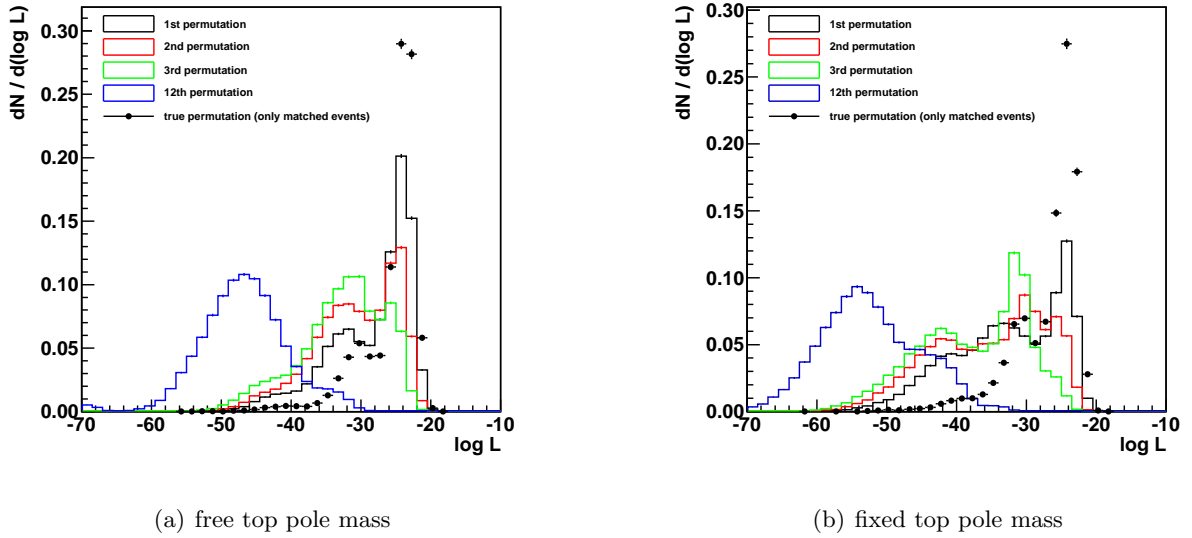 dN / d(log L)
0.30
0.25
0.20
0.15
0.10
0.05
0.00
1st permutation
2nd permutation
3rd permutation
12th permutation
true permutation (only matched events)
-70 -60 -50 -40 -30 -20 -10
log L
(a) free top pole mass
dN / d(log L)
0.30
0.25
0.20
0.15
0.10
0.05
0.00
1st permutation
2nd permutation
3rd permutation
12th permutation
true permutation (only matched events)
-70 -60 -50 -40 -30 -20 -10
log L
(b) fixed top pole mass